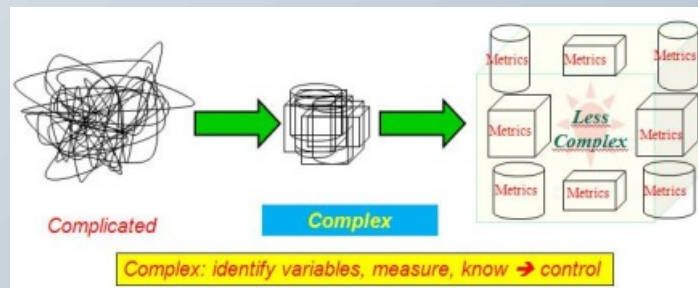 Metrics Metrics Metrics
Metrics Less Metrics
Complex
Metrics Metrics Metrics
Complicated
Complex
Complex: identify variables, measure, know ➔ control